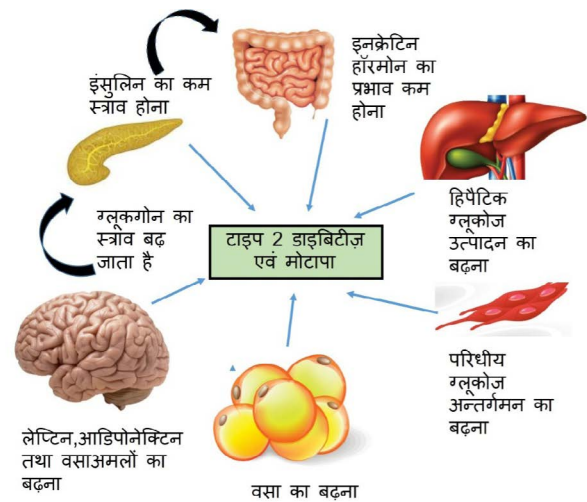 इंसुलिन का कम
स्त्राव होना
इनक्रेटिन
हॉरमोन का
प्रभाव कम
होना
हिपैटिक
ग्लूकोज
उत्पादन का
बढ़ना
ग्लूकगोन का
स्त्राव बढ़
जाता है
टाइप 2 डाइबिटीज़
एवं मोटापा
परिधीय
ग्लूकोज
अन्तर्गमन का
बढ़ना
लेप्टिन,आडिपोनेक्टिन
तथा वसाअमलों का
बढ़ना
वसा का बढ़ना